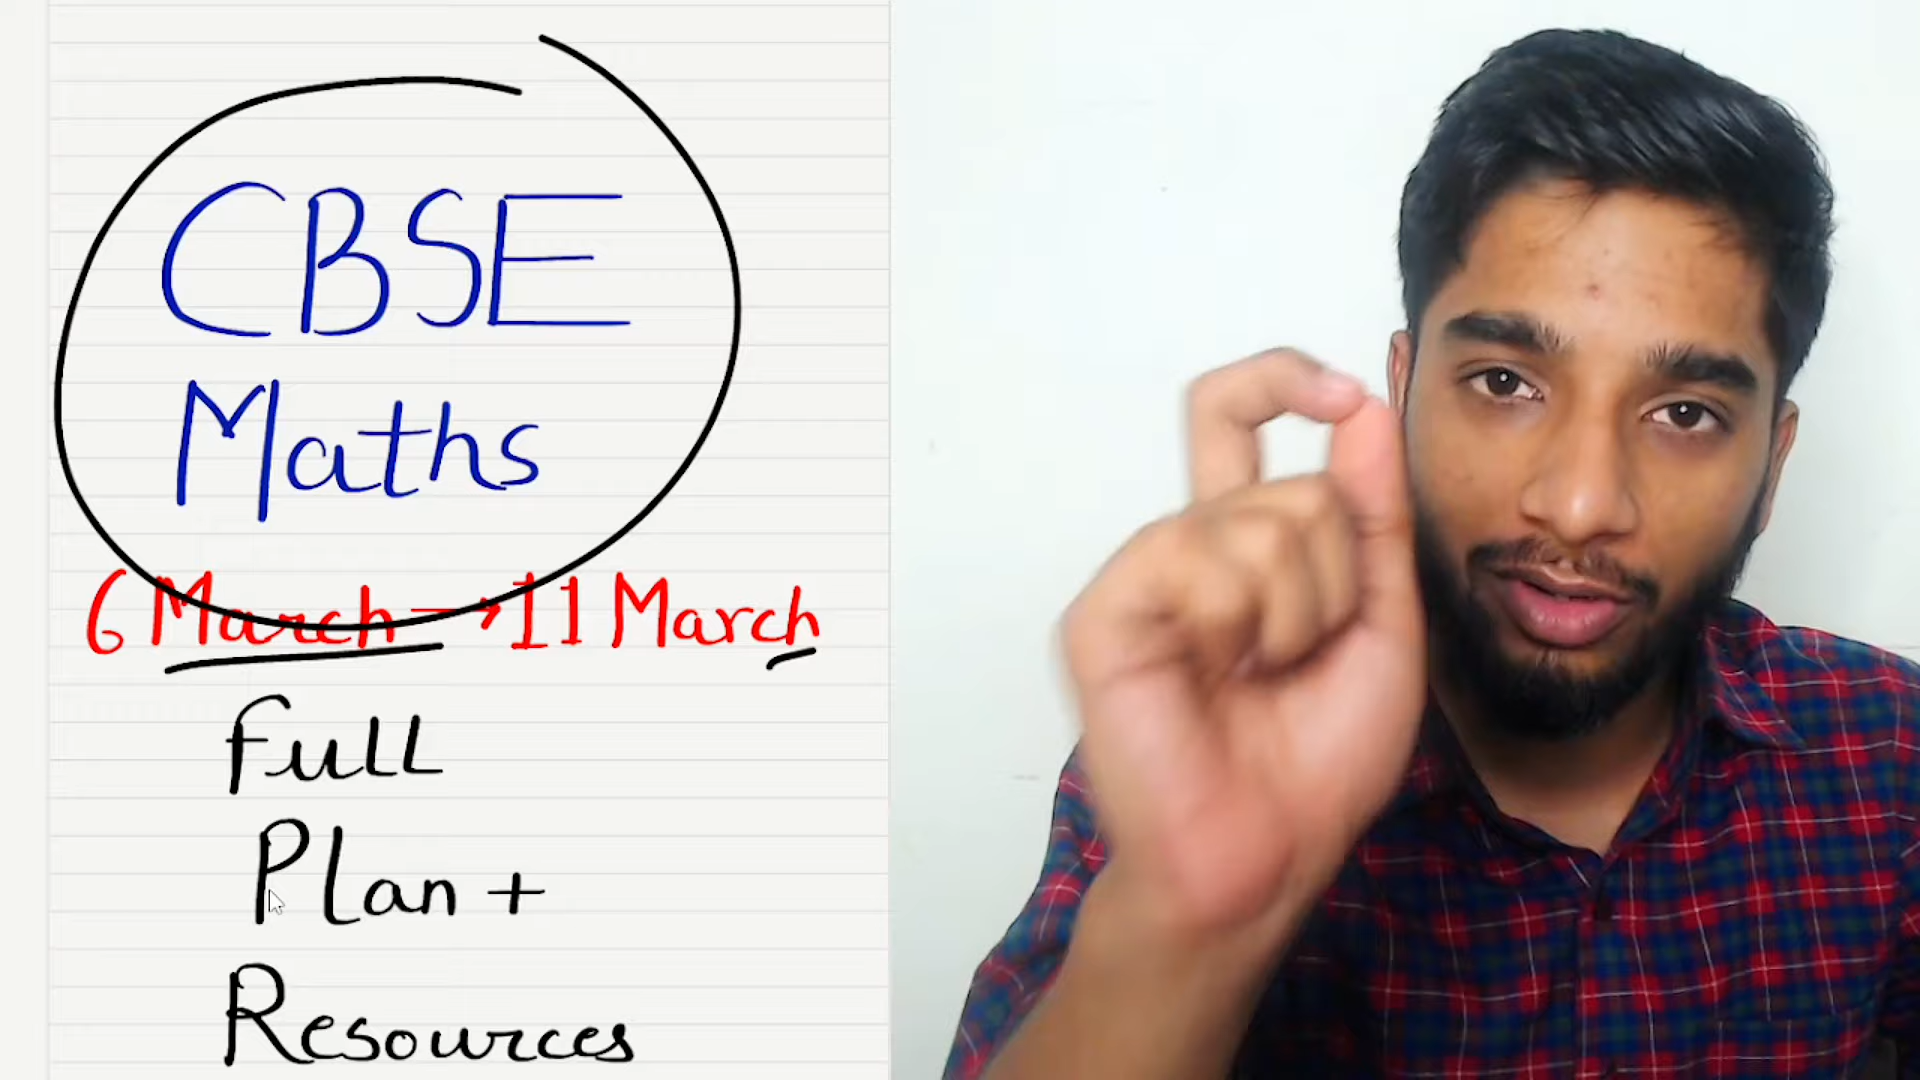 CBSE
Maths
6 March → 11 March
Full
Plan +
Resources